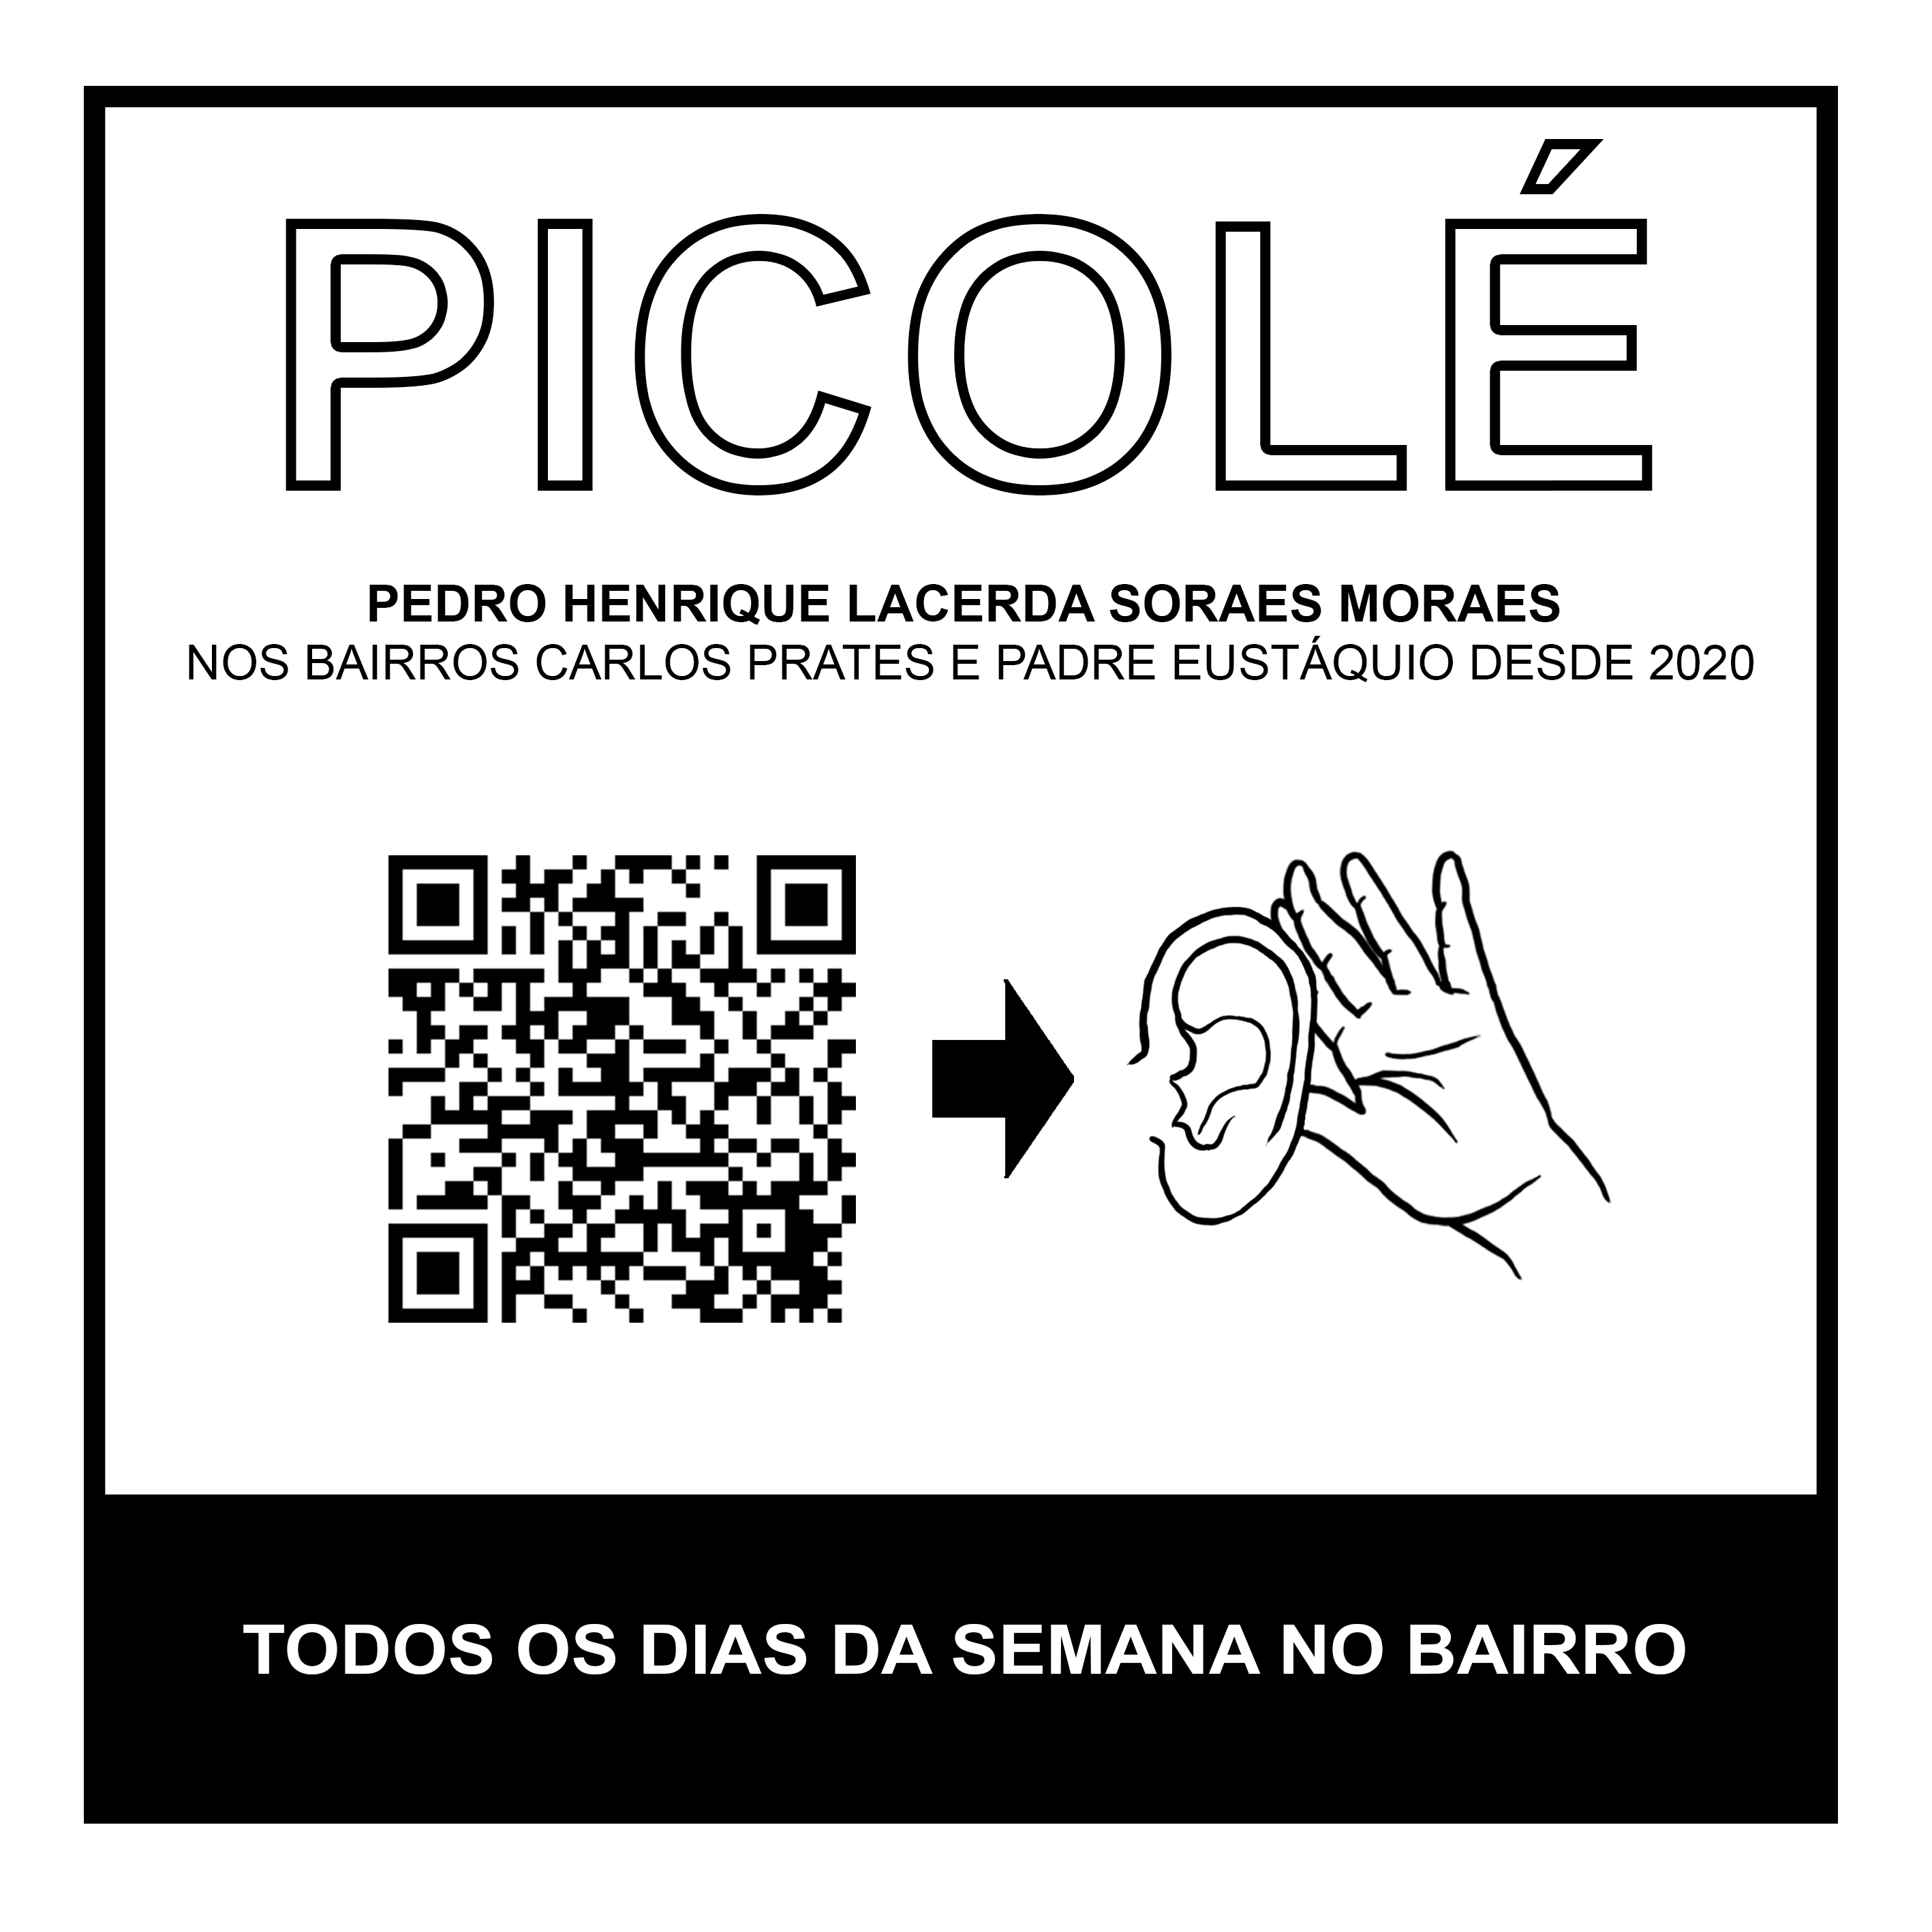 PICOLÉ
PEDRO HENRIQUE LACERDA SORAES MORAES
NOS BAIRROS CARLOS PRATES E PADRE EUSTÁQUIO DESDE 2020
TODOS OS DIAS DA SEMANA NO BAIRRO